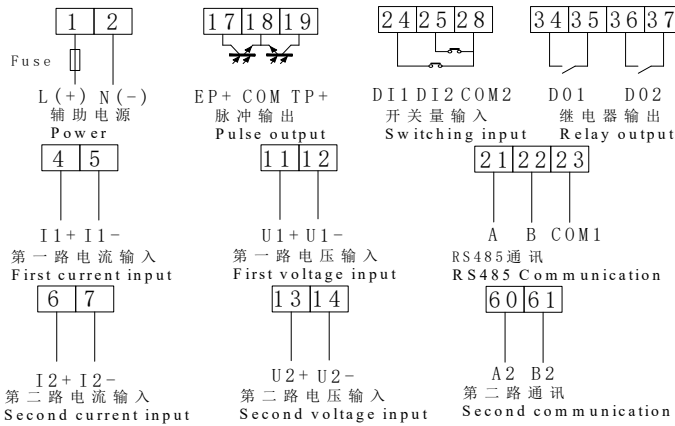 1 2
17 18 19
24 25 28
34 35 36 37
Fuse
L(+) N(-)
辅助电源
Power
EP+ COM TP+
脉冲输出
Pulse output
DI1 DI2 COM2
开关量输入
Switching input
DO1 DO2
继电器输出
Relay output
4 5
I1+ I1-
第一路电流输入
First current input
11 12
U1+ U1-
第一路电压输入
First voltage input
21 22 23
A B COM1
RS485通讯
RS485 Communication
6 7
I2+ I2-
第二路电流输入
Second current input
13 14
U2+ U2-
第二路电压输入
Second voltage input
60 61
A2 B2
第二路通讯
Second communication